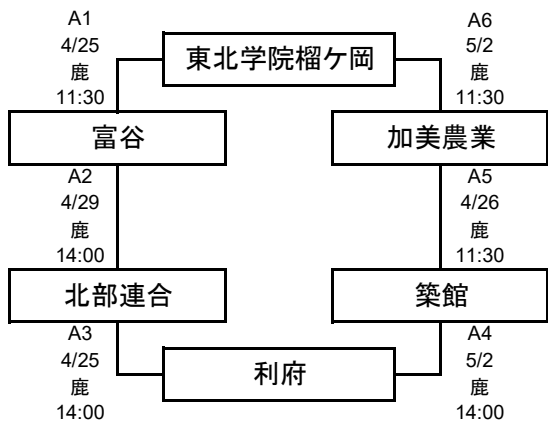 A1
4/25
鹿
11:30
東北学院榴ケ岡
A6
5/2
鹿
11:30
富谷
加美農業
A2
4/29
鹿
14:00
A5
4/26
鹿
11:30
北部連合
築館
A3
4/25
鹿
14:00
利府
A4
5/2
鹿
14:00